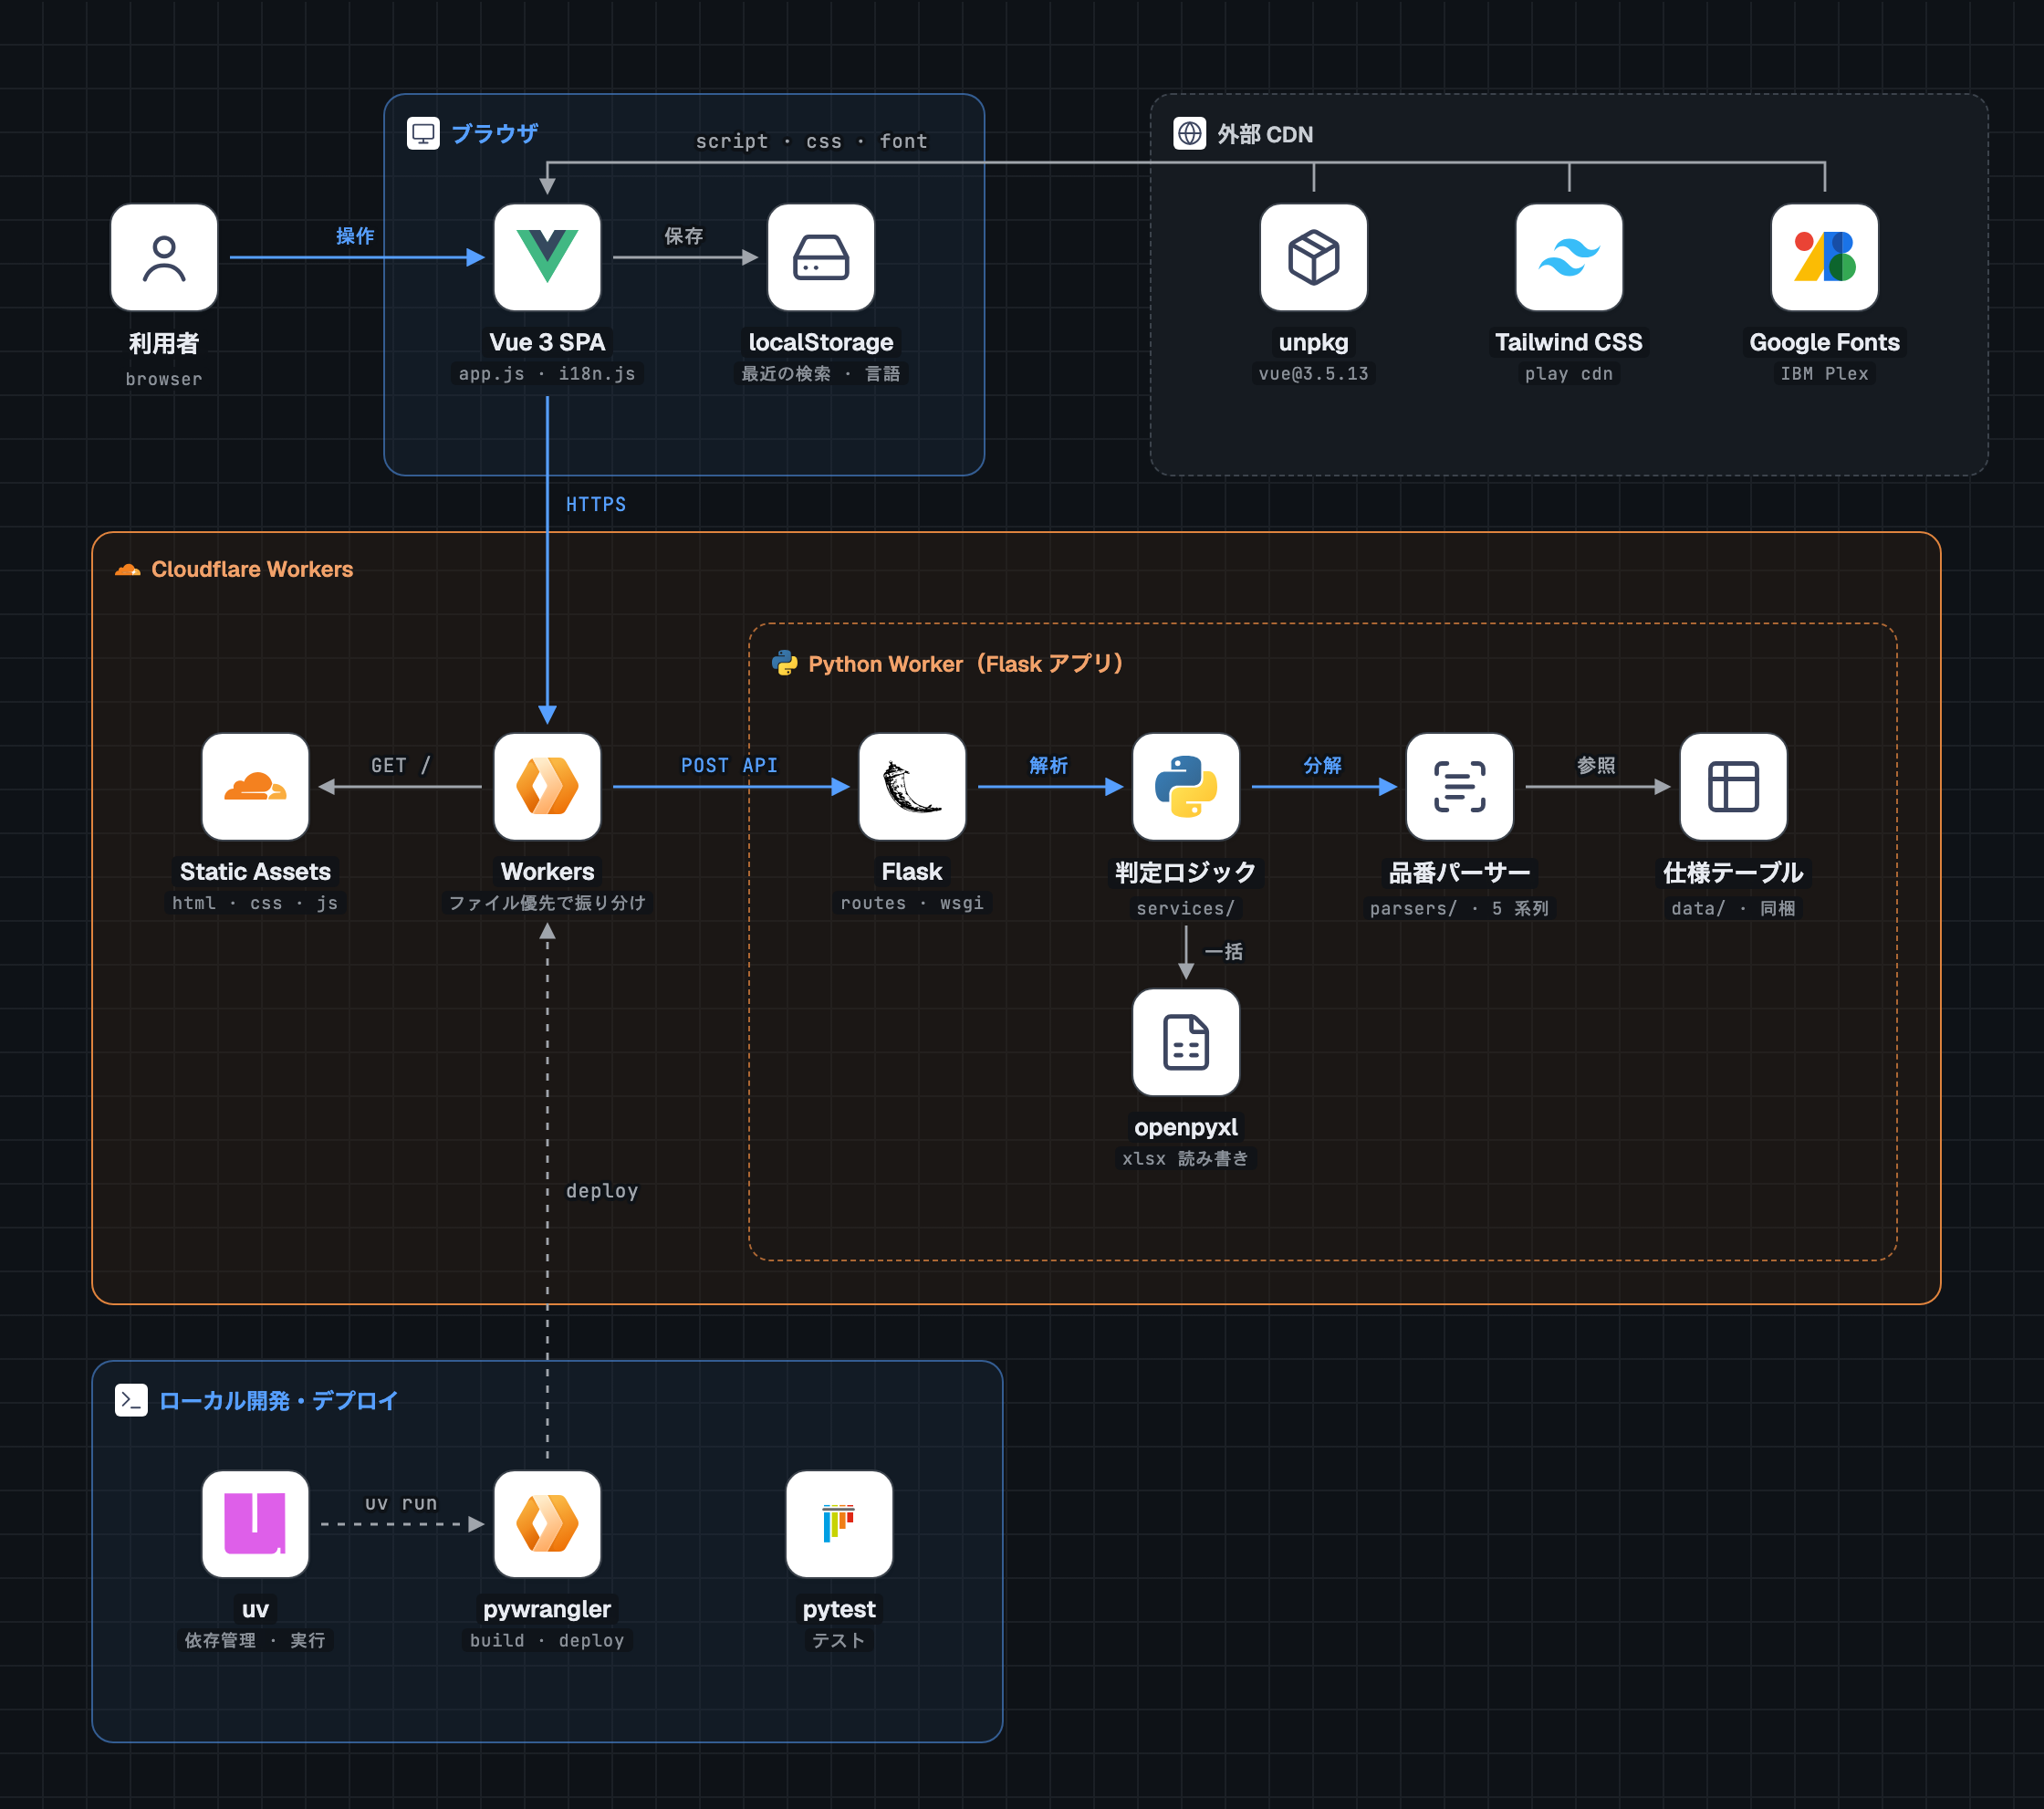 ブラウザ
script · css · font
外部 CDN
操作
保存
利用者
browser
Vue 3 SPA
app.js · i18n.js
localStorage
最近の検索 · 言語
unpkg
vue@3.5.13
Tailwind CSS
play cdn
Google Fonts
IBM Plex
HTTPS
Cloudflare Workers
Python Worker（Flask アプリ）
GET /
POST API
解析
分解
参照
Static Assets
html · css · js
Workers
ファイル優先で振り分け
Flask
routes · wsgi
判定ロジック
services/
品番パーサー
parsers/ · 5 系列
仕様テーブル
data/ · 同梱
一括
openpyxl
xlsx 読み書き
deploy
ローカル開発・デプロイ
uv run
uv
依存管理 · 実行
pywrangler
build · deploy
pytest
テスト